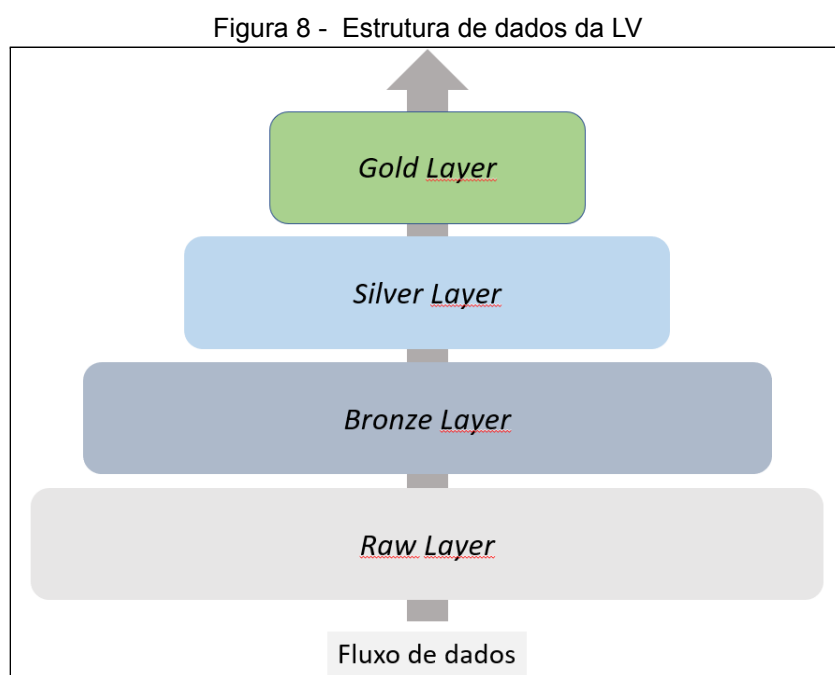 Figura 8 - Estrutura de dados da LV
Gold Layer
Silver Layer
Bronze Layer
Raw Layer
Fluxo de dados